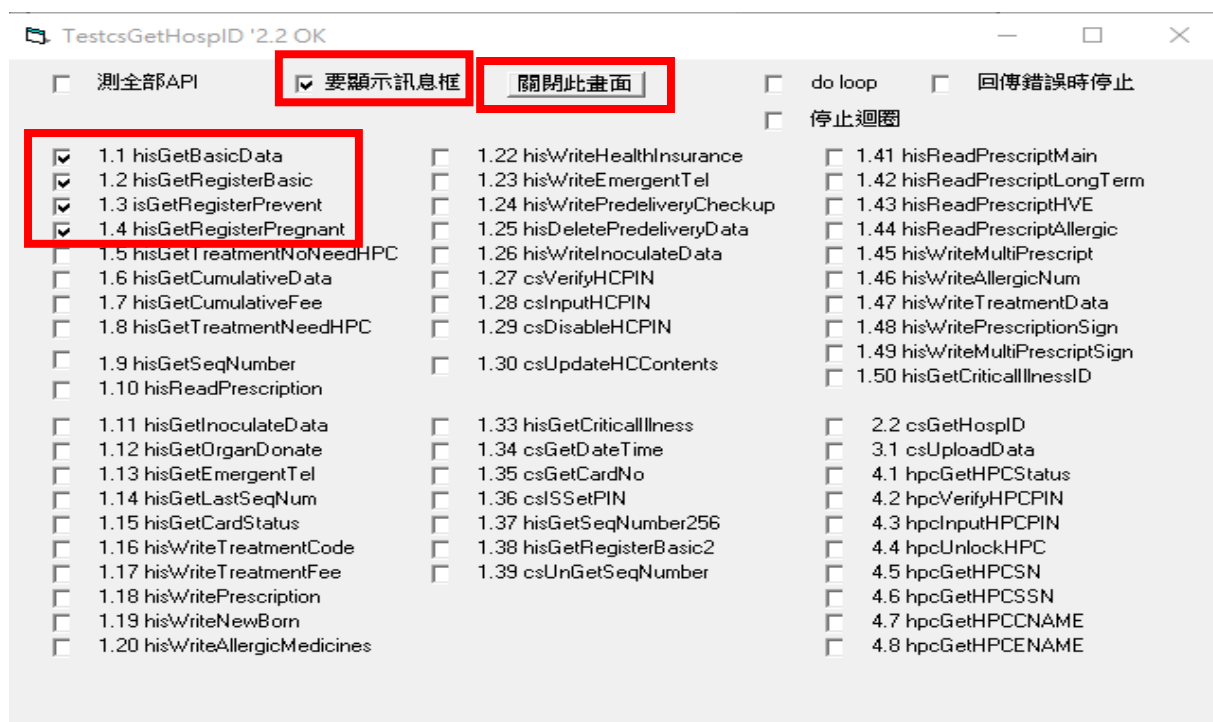 TestcsGetHospID '2.2 OK
測全部API
要顯示訊息框
關閉此畫面
do loop
回傳錯誤時停止
停止迴圈
1.1 hisGetBasicData
1.2 hisGetRegisterBasic
1.3 isGetRegisterPrevent
1.4 hisGetRegisterPregnant
1.5 hisGetTreatmentNoNeedHPC
1.6 hisGetCumulativeData
1.7 hisGetCumulativeFee
1.8 hisGetTreatmentNeedHPC
1.9 hisGetSeqNumber
1.10 hisReadPrescription
1.11 hisGetInoculateData
1.12 hisGetOrganDonate
1.13 hisGetEmergentTel
1.14 hisGetLastSeqNum
1.15 hisGetCardStatus
1.16 hisWriteTreatmentCode
1.17 hisWriteTreatmentFee
1.18 hisWritePrescription
1.19 hisWriteNewBorn
1.20 hisWriteAllergicMedicines
1.22 hisWriteHealthInsurance
1.23 hisWriteEmergentTel
1.24 hisWritePredeliveryCheckup
1.25 hisDeletePredeliveryData
1.26 hisWriteInoculateData
1.27 csVerifyHCPIN
1.28 csInputHCPIN
1.29 csDisableHCPIN
1.30 csUpdateHCContents
1.33 hisGetCriticalIllness
1.34 csGetDateTime
1.35 csGetCardNo
1.36 csISSetPIN
1.37 hisGetSeqNumber256
1.38 hisGetRegisterBasic2
1.39 csUnGetSeqNumber
1.41 hisReadPrescriptMain
1.42 hisReadPrescriptLongTerm
1.43 hisReadPrescriptHVE
1.44 hisReadPrescriptAllergic
1.45 hisWriteMultiPrescript
1.46 hisWriteAllergicNum
1.47 hisWriteTreatmentData
1.48 hisWritePrescriptionSign
1.49 hisWriteMultiPrescriptSign
1.50 hisGetCriticalIllnessID
2.2 csGetHospID
3.1 csUploadData
4.1 hpcGetHPCStatus
4.2 hpcVerifyHPCPIN
4.3 hpcInputHPCPIN
4.4 hpcUnlockHPC
4.5 hpcGetHPCSN
4.6 hpcGetHPCSSN
4.7 hpcGetHPCCNAME
4.8 hpcGetHPCENAME